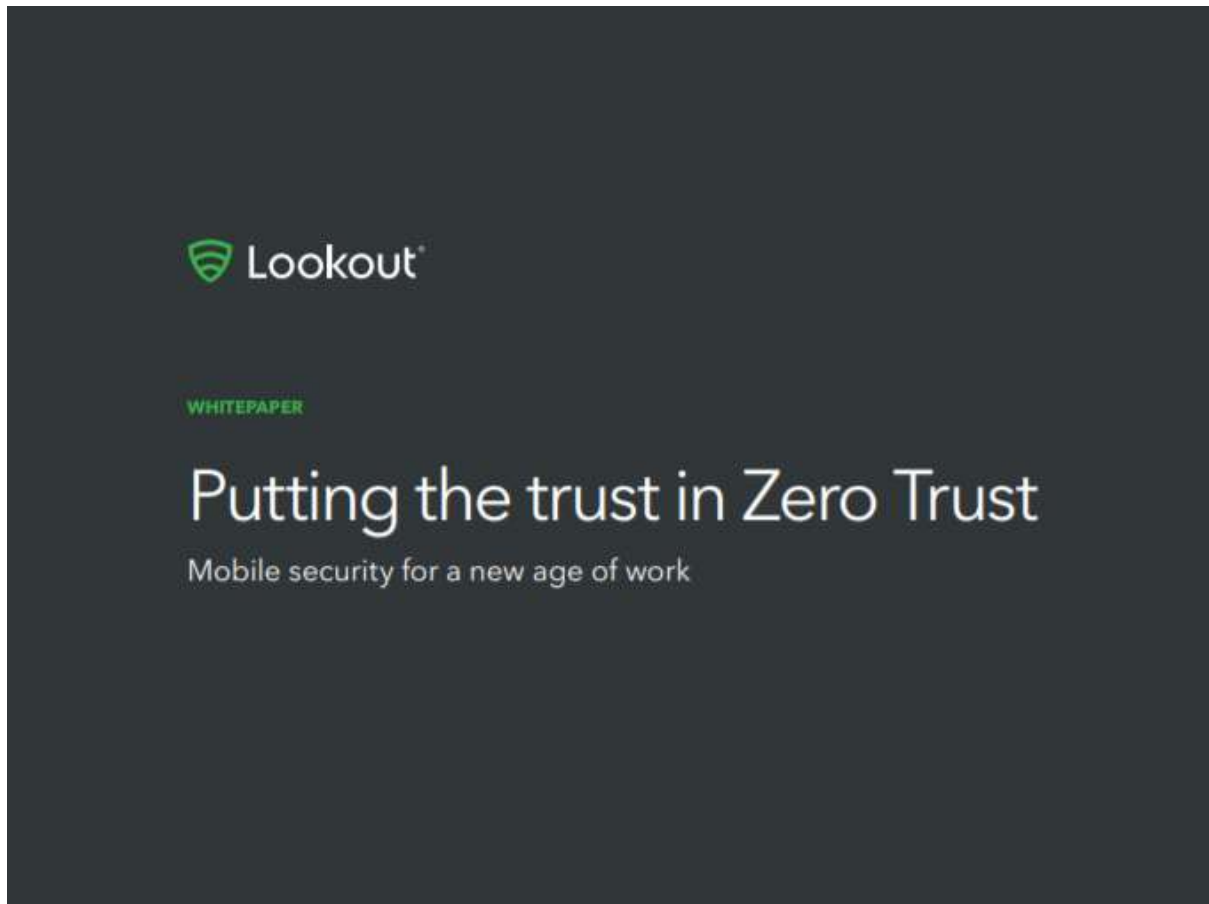 Lookout®
WHITEPAPER
Putting the trust in Zero Trust
Mobile security for a new age of work